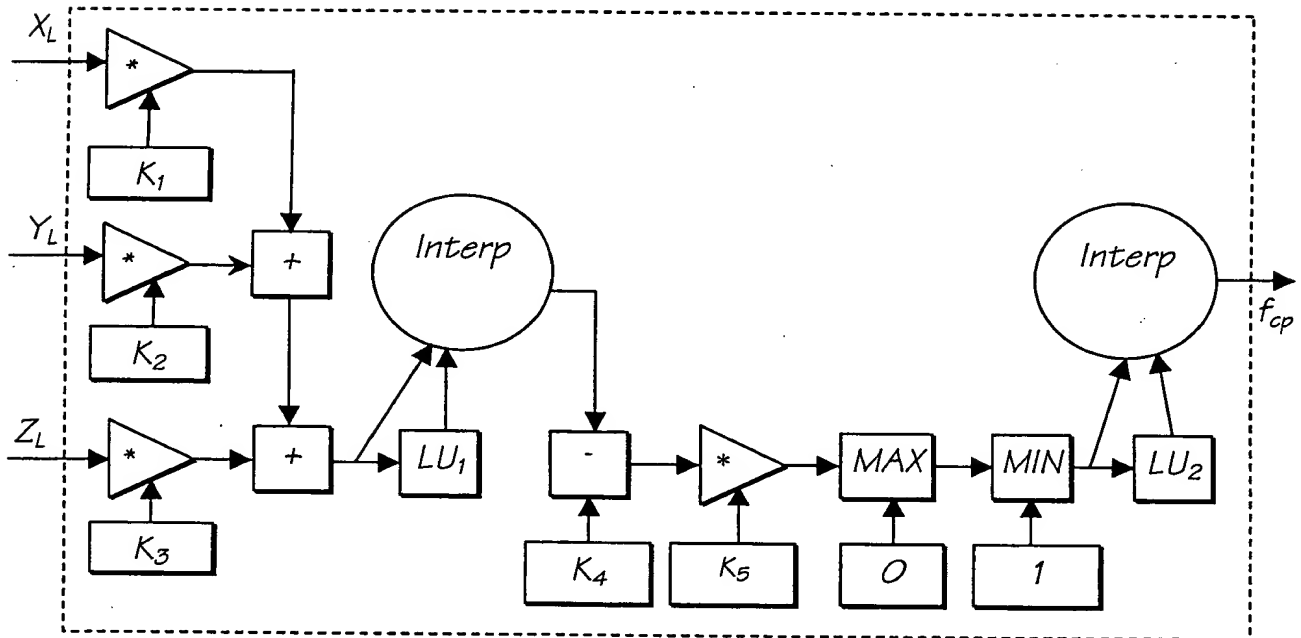 X_L
*
K_1
Y_L
*
+
K_2
Interp
Interp
f_cp
Z_L
*
+
LU_1
K_3
-
*
MAX
MIN
LU_2
K_4
K_5
0
1